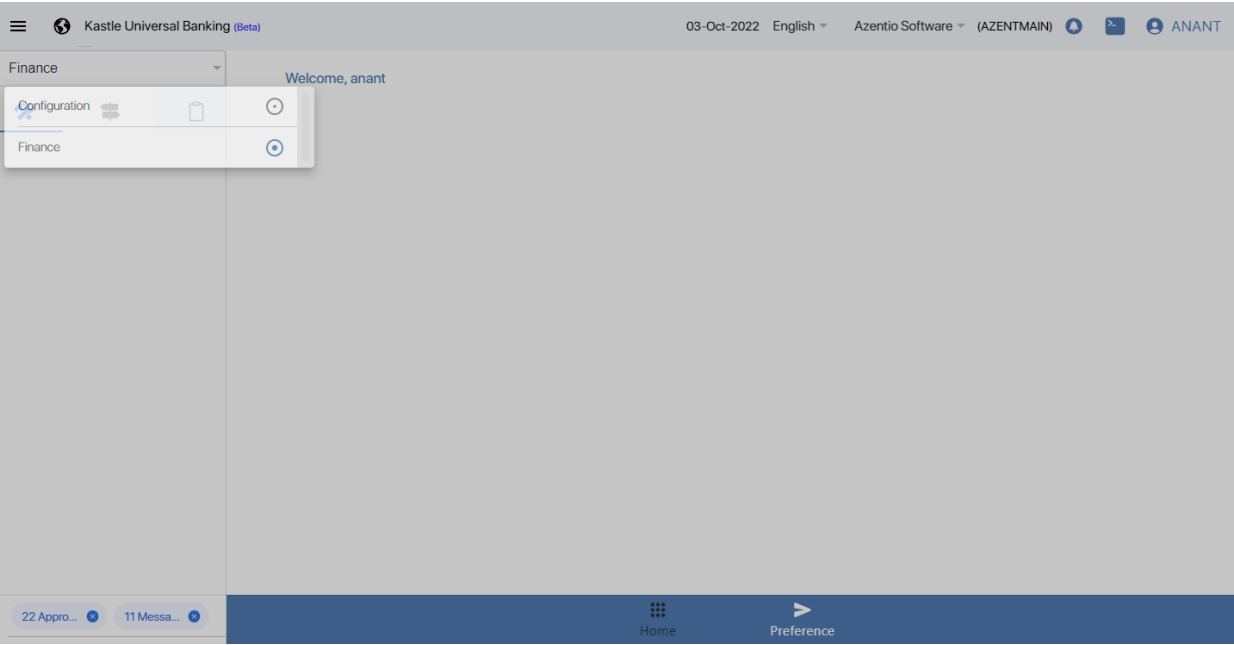 Kastle Universal Banking (Beta) 03-Oct-2022 English Azentio Software (AZENTMAIN) ANANT
Finance
Welcome, anant
Configuration
Finance
22 Appro... 11 Messa...
Home Preference